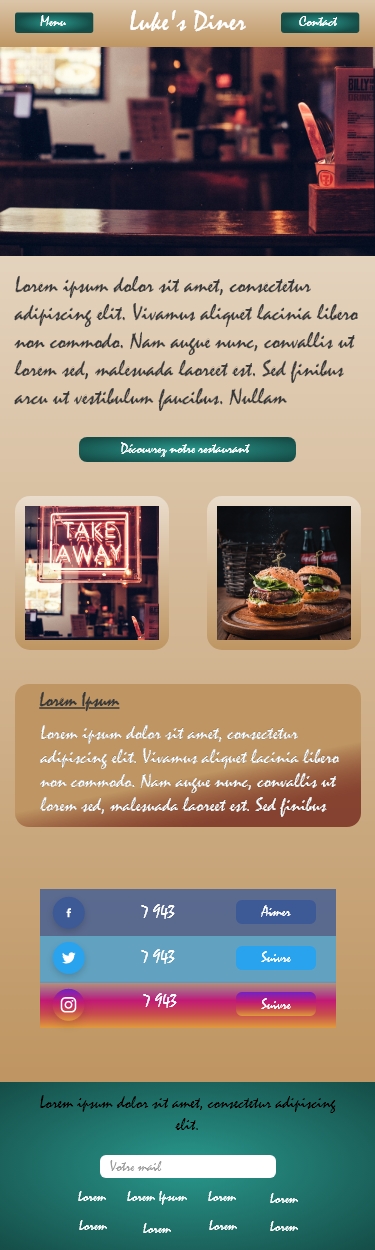 Menu
Luke's Diner
Contact
BILLY'S
Lorem ipsum dolor sit amet, consectetur
adipiscing elit. Vivamus aliquet lacinia libero
non commodo. Nam augue nunc, convallis ut
lorem sed, malesuada laoreet est. Sed finibus
arcu ut vestibulum faucibus. Nullam
Découvrez notre restaurant
TAKE
AWAY
Lorem Ipsum
Lorem ipsum dolor sit amet, consectetur
adipiscing elit. Vivamus aliquet lacinia libero
non commodo. Nam augue nunc, convallis ut
lorem sed, malesuada laoreet est. Sed finibus
7 943
Aimer
7 943
Suivre
7 943
Suivre
Lorem ipsum dolor sit amet, consectetur adipiscing
elit.
Votre mail
Lorem Lorem Ipsum Lorem Lorem
Lorem Lorem Lorem Lorem